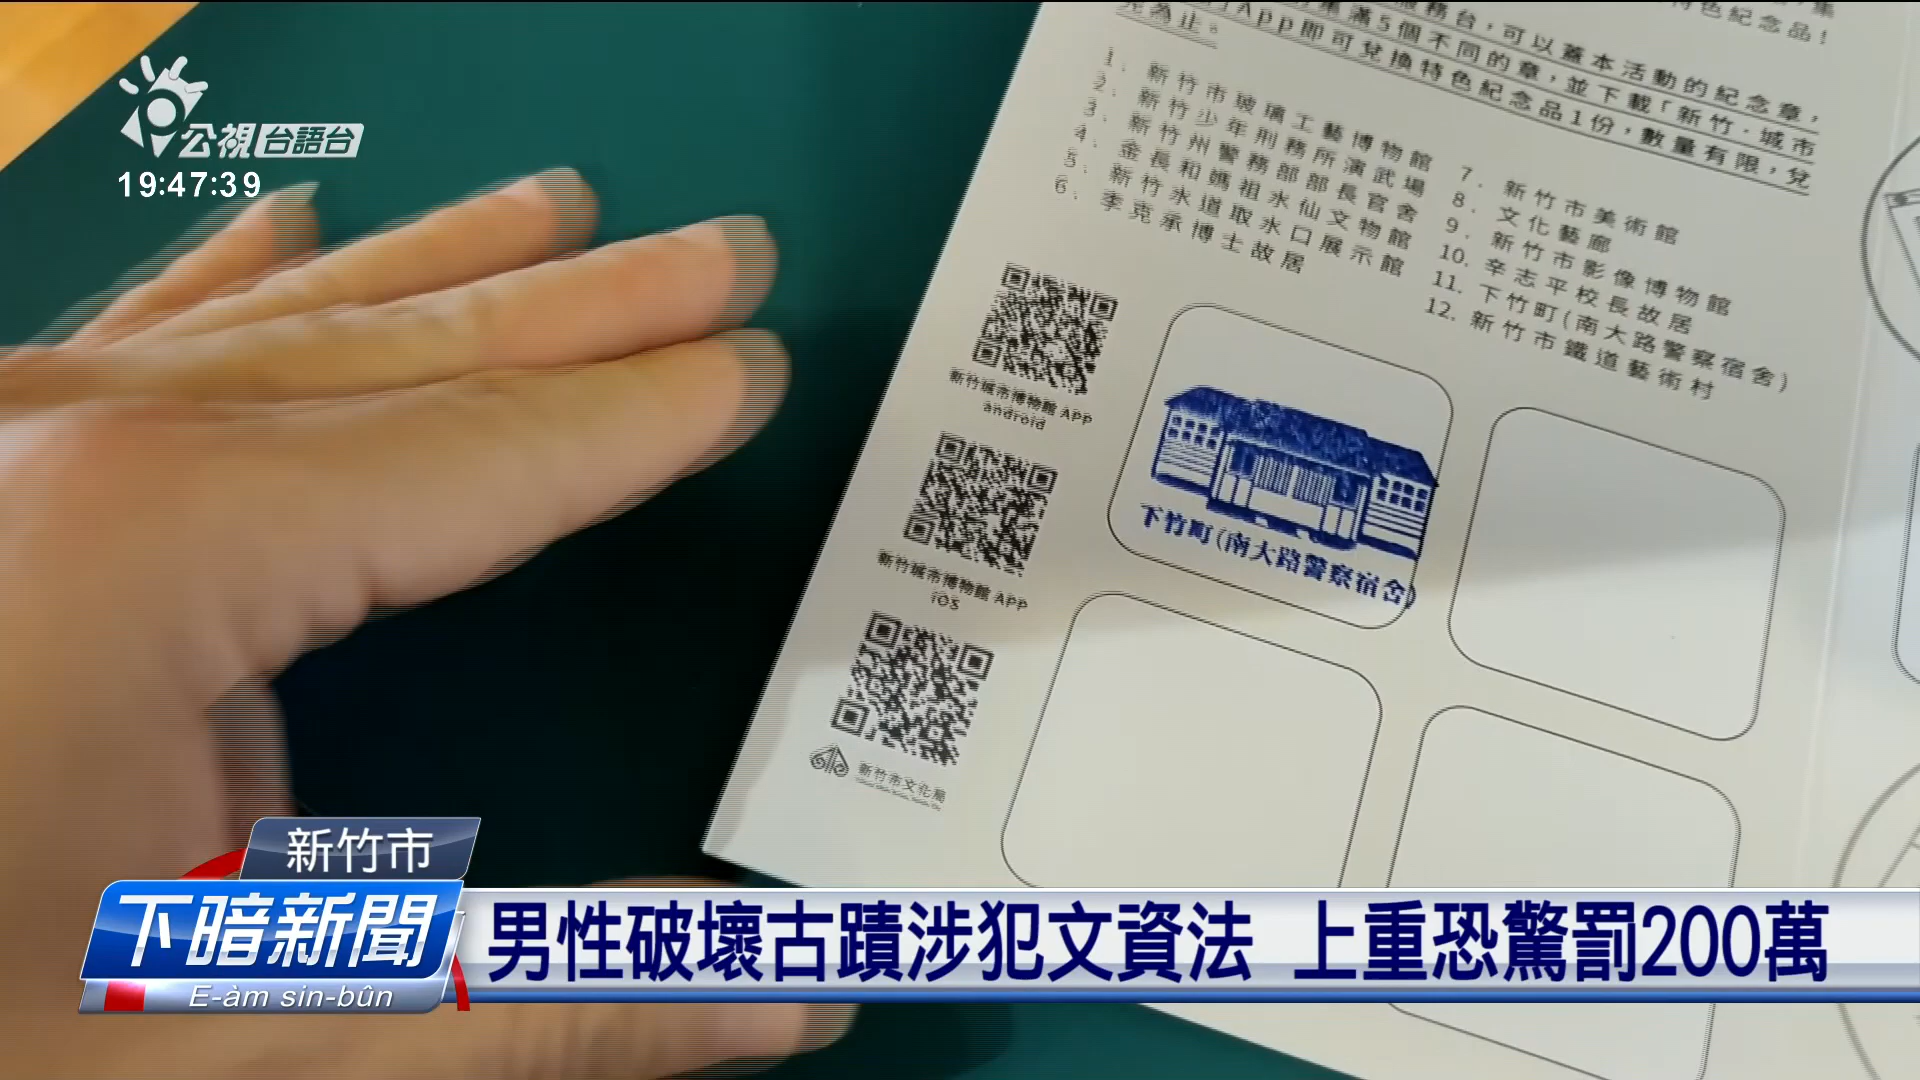 公視台語台
19:47:39
特色紀念品!
服務台,可以蓋本活動的紀念章,
集滿5個不同的章,並下載「新竹.城市
App即可兌換特色紀念品1份,數量有限,兌
完為止。
1. 新竹市玻璃工藝博物館
2. 新竹少年刑務所演武場
3. 新竹州警務部部長官舍
4. 金長和媽祖水仙文物館
5. 新竹水道取水口展示館
6. 李克承博士故居
7. 新竹市美術館
8. 文化藝廊
9. 新竹市影像博物館
10. 辛志平校長故居
11. 下竹町(南大路警察宿舍)
12. 新竹市鐵道藝術村
新竹城市博物館 APP
android
新竹城市博物館 APP
iOS
新竹市文化局
下竹町(南大路警察宿舍)
新竹市
下暗新聞
E-àm sin-bûn
男性破壞古蹟涉犯文資法 上重恐驚罰200萬